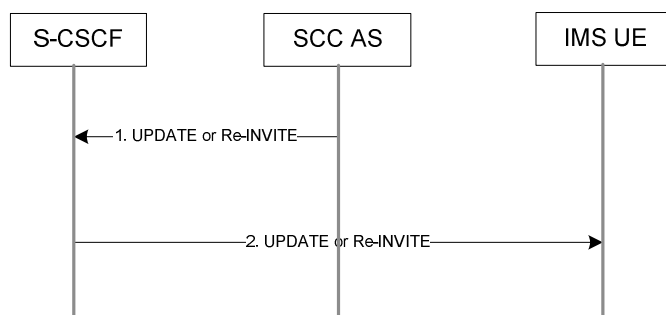 S-CSCF
SCC AS
IMS UE
1. UPDATE or Re-INVITE
2. UPDATE or Re-INVITE